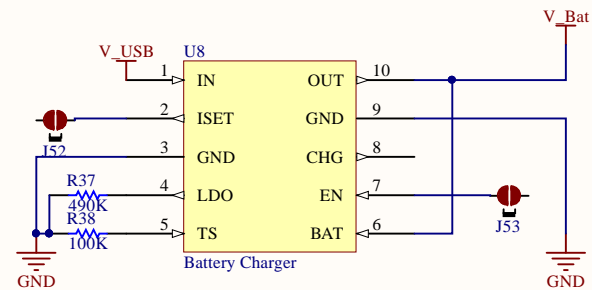 V_Bat
V_USB
U8
1 IN OUT 10
2 ISET GND 9
J52
3 GND CHG 8
R37
4 LDO EN 7
490K
R38
J53
5 TS BAT 6
100K
Battery Charger
GND
GND